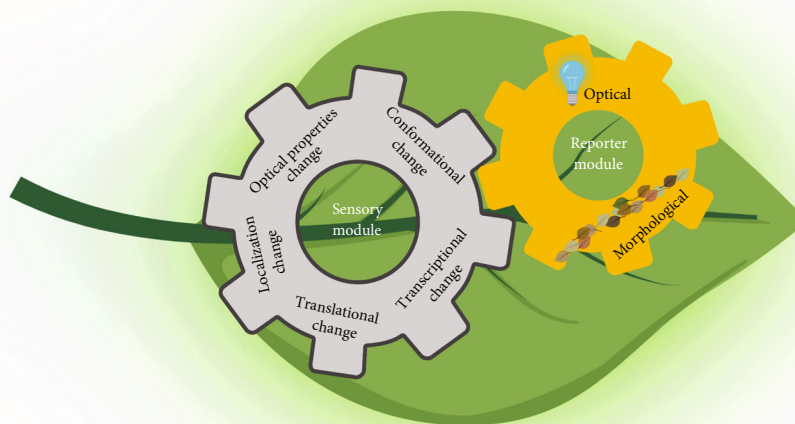 Optical properties
change
Conformational
change
Sensory
module
Localization
change
Translational
change
Transcriptional
change
Optical
Reporter
module
Morphological